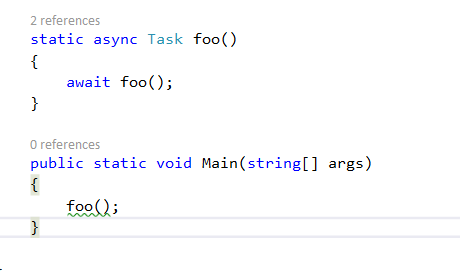 2 references
static async Task foo()
{
await foo();
}
0 references
public static void Main(string[] args)
{
foo();
}